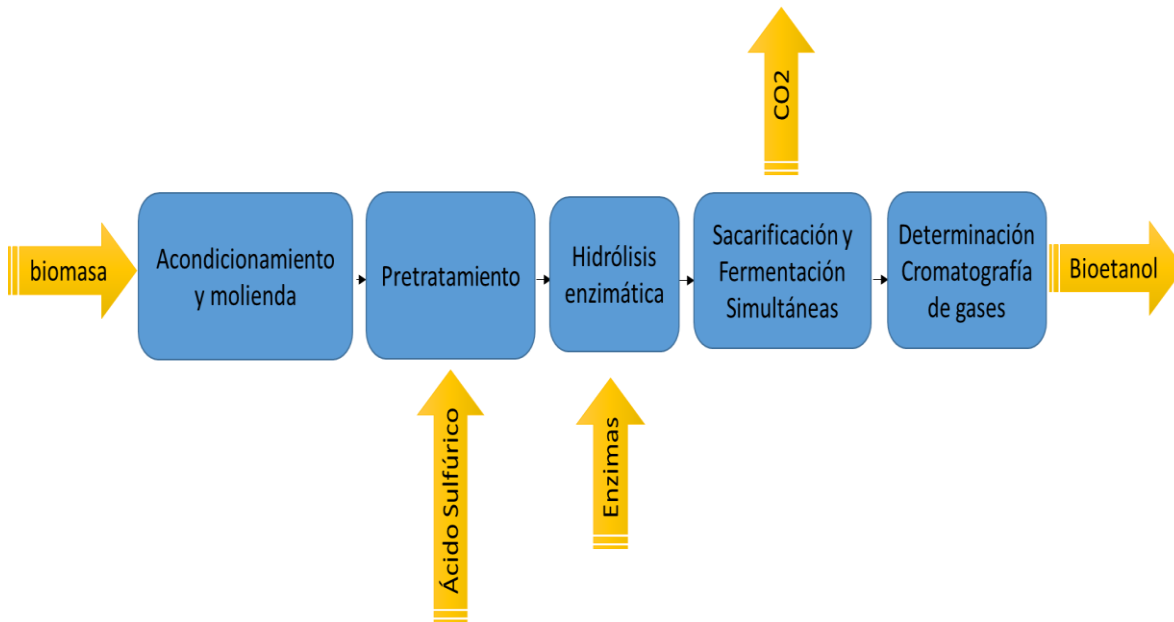 CO2
biomasa
Acondicionamiento
y molienda
Pretratamiento
Hidrólisis
enzimática
Sacarificación y
Fermentación
Simultáneas
Determinación
Cromatografía
de gases
Bioetanol
Ácido Sulfúrico
Enzimas